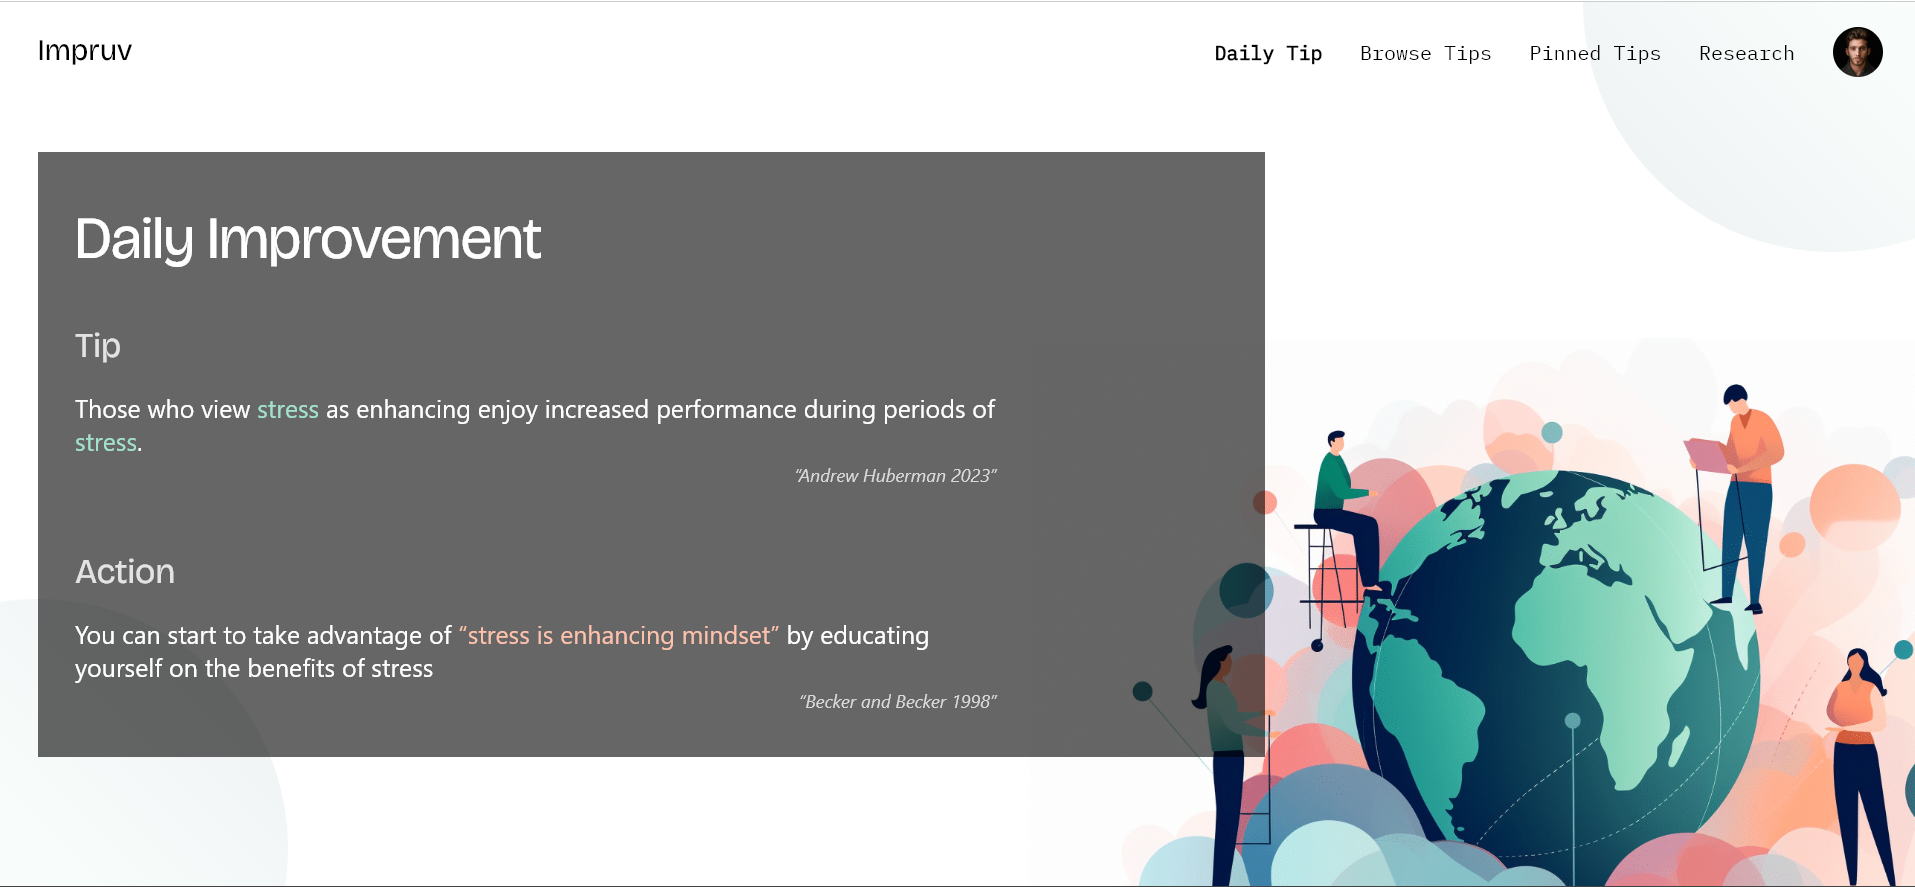 Impruv
Daily Tip
Browse Tips
Pinned Tips
Research
Daily Improvement
Tip
Those who view stress as enhancing enjoy increased performance during periods of
stress.
“Andrew Huberman 2023”
Action
You can start to take advantage of “stress is enhancing mindset” by educating
yourself on the benefits of stress
“Becker and Becker 1998”